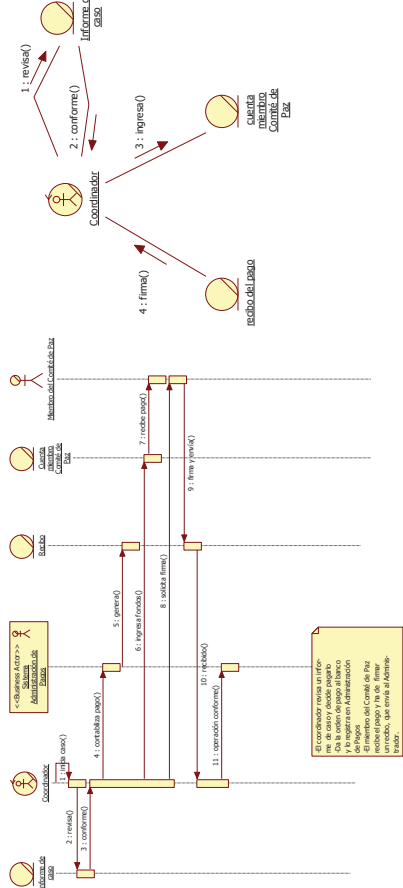 Informe de
caso
Coordinador
<<Business Actor>>
Sistema
Administración de
Pagos
Recibo
Cuenta
miembro
Comité de
Paz
Miembro del Comité de Paz
1 : inicia caso()
2 : revisa()
3 : conforme()
4 : contabiliza pago()
5 : genera()
6 : ingresa fondos()
7 : recibe pago()
8 : solicita firma()
9 : firma y envía()
10 : recibido()
11 : operación conforme()
-El coordinador revisa un infor-
me de caso y decide pagarlo
-Da la orden de pago al banco
y lo registra en Administración
de Pagos
-El miembro del Comité de Paz
recibe el pago y ha de firmar
un recibo, que envía al Adminis-
trador.
1 : revisa()
Informe de
caso
2 : conforme()
Coordinador
3 : ingresa()
cuenta
miembro
Comité de
Paz
4 : firma()
recibo del pago